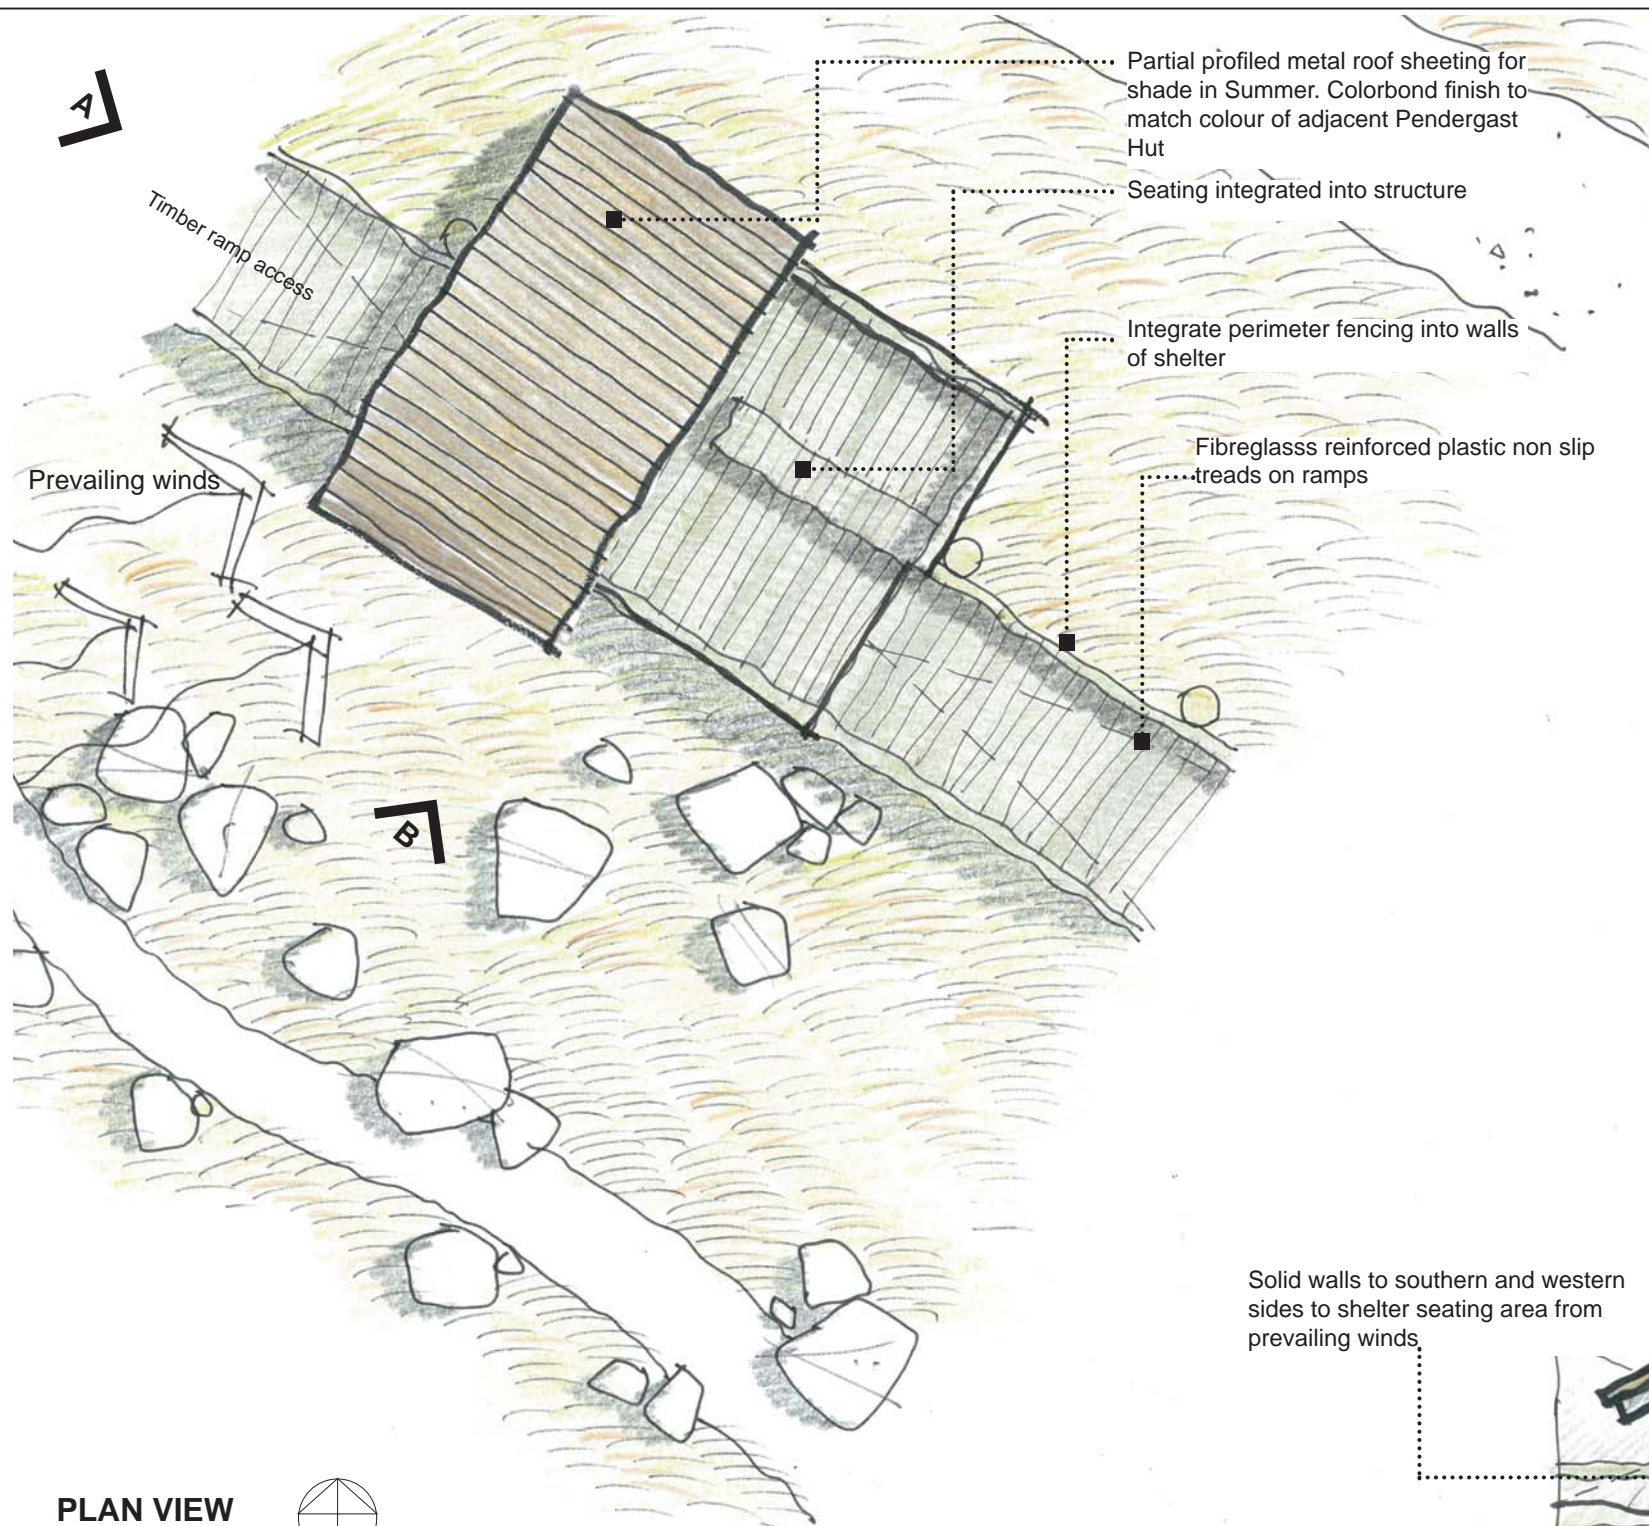 A
Partial profiled metal roof sheeting for
shade in Summer. Colorbond finish to
match colour of adjacent Pendergast
Hut
Seating integrated into structure
Timber ramp access
Integrate perimeter fencing into walls
of shelter
Fibreglasss reinforced plastic non slip
treads on ramps
Prevailing winds
B
Solid walls to southern and western
sides to shelter seating area from
prevailing winds
PLAN VIEW